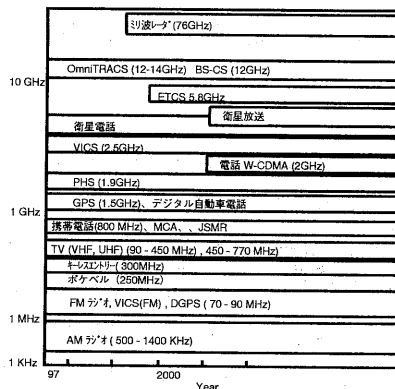 ミリ波レーダ(76GHz)
OmniTRACS (12-14GHz) BS-CS (12GHz)
10 GHz
ETCS 5.8GHz
衛星放送
衛星電話
VICS (2.5GHz)
電話 W-CDMA (2GHz)
PHS (1.9GHz)
GPS (1.5GHz)、デジタル自動車電話
1 GHz
携帯電話(800 MHz)、MCA、、JSMR
TV (VHF, UHF) (90 - 450 MHz) , 450 - 770 MHz)
キーレスエントリー(300MHz)
ポケベル (250MHz)
FM ラジオ, VICS(FM) , DGPS ( 70 - 90 MHz)
1 MHz
AM ラジオ ( 500 - 1400 KHz)
1 KHz
97 2000
Year